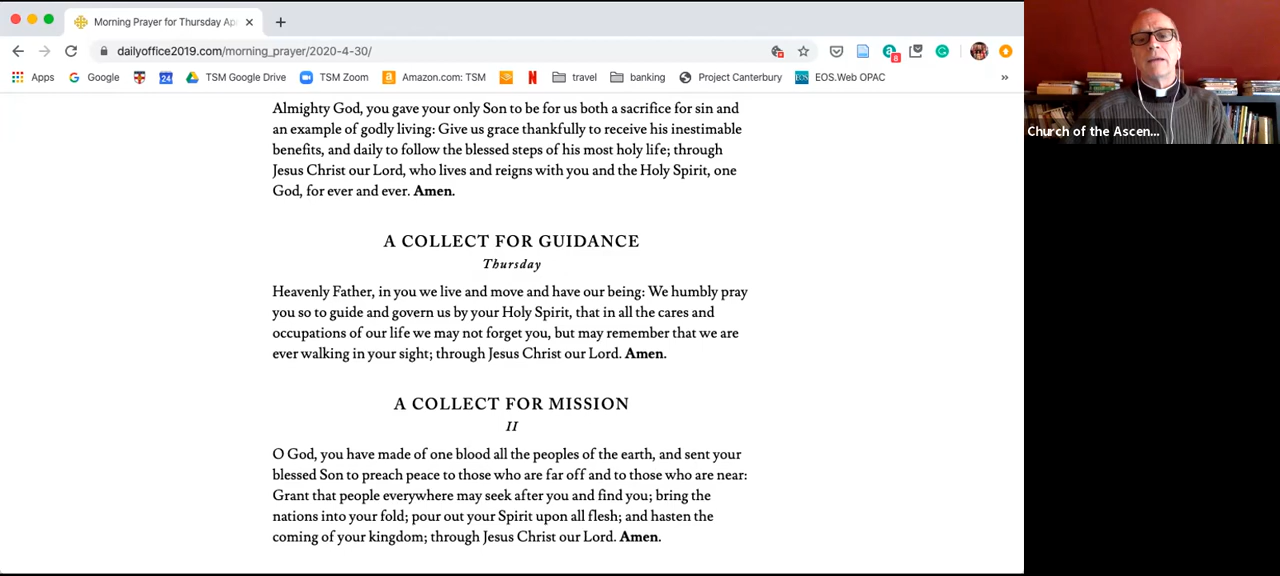 Morning Prayer for Thursday Ap
dailyoffice2019.com/morning_prayer/2020-4-30/
Apps
Google
24
TSM Google Drive
TSM Zoom
Amazon.com: TSM
travel
banking
Project Canterbury
EOS
EOS.Web OPAC
»
Almighty God, you gave your only Son to be for us both a sacrifice for sin and
an example of godly living: Give us grace thankfully to receive his inestimable
benefits, and daily to follow the blessed steps of his most holy life; through
Jesus Christ our Lord, who lives and reigns with you and the Holy Spirit, one
God, for ever and ever. Amen.
A COLLECT FOR GUIDANCE
Thursday
Heavenly Father, in you we live and move and have our being: We humbly pray
you so to guide and govern us by your Holy Spirit, that in all the cares and
occupations of our life we may not forget you, but may remember that we are
ever walking in your sight; through Jesus Christ our Lord. Amen.
A COLLECT FOR MISSION
II
O God, you have made of one blood all the peoples of the earth, and sent your
blessed Son to preach peace to those who are far off and to those who are near:
Grant that people everywhere may seek after you and find you; bring the
nations into your fold; pour out your Spirit upon all flesh; and hasten the
coming of your kingdom; through Jesus Christ our Lord. Amen.
Church of the Ascen...